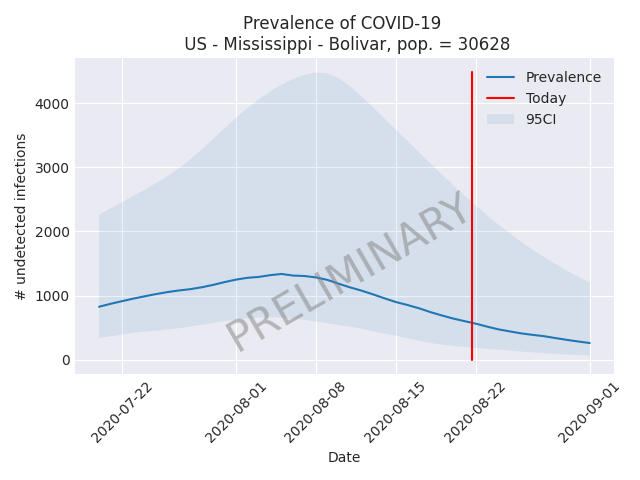 Prevalence of COVID-19
US - Mississippi - Bolivar, pop. = 30628
Prevalence
Today
95CI
# undetected infections
4000
3000
2000
1000
0
PRELIMINARY
2020-07-22
2020-08-01
2020-08-08
2020-08-15
2020-08-22
2020-09-01
Date